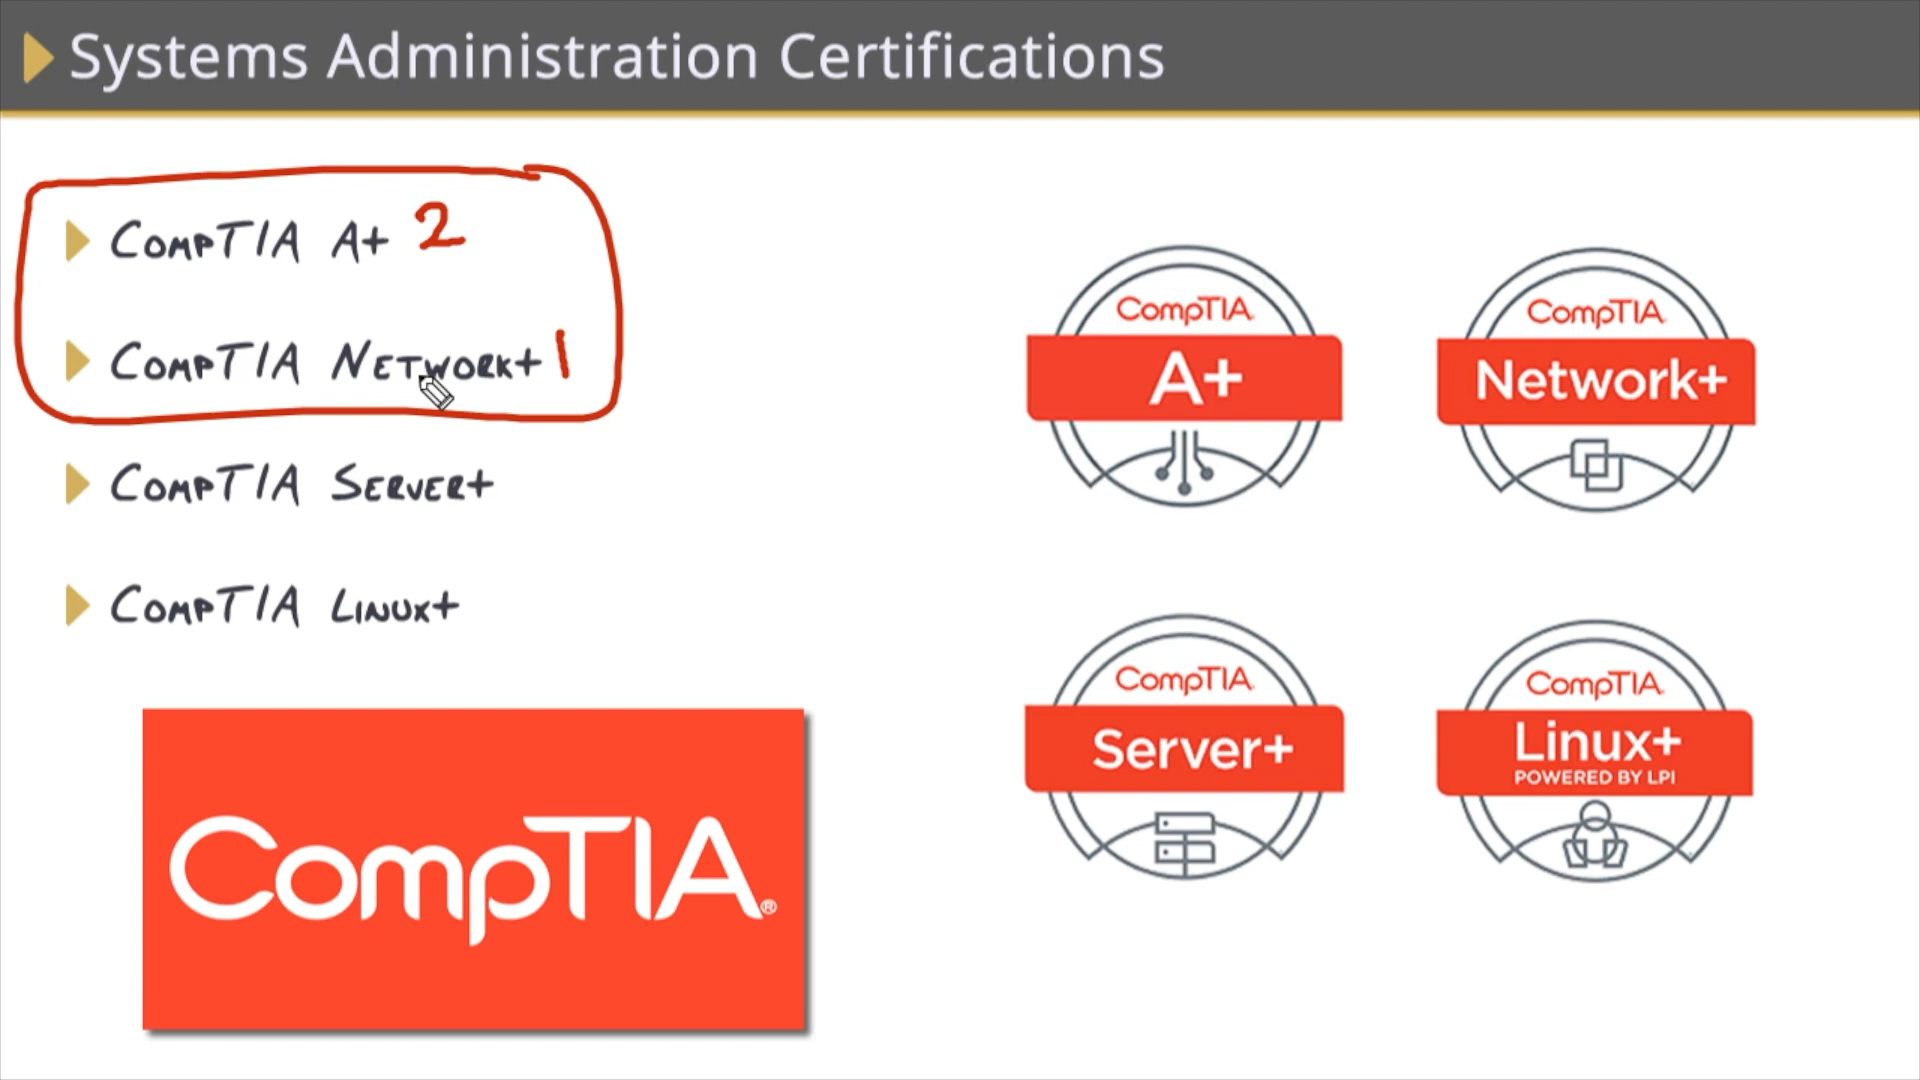 Systems Administration Certifications
CompTIA A+ 2
CompTIA Network+ 1
CompTIA Server+
CompTIA Linux+
CompTIA®
CompTIA
A+
CompTIA
Network+
CompTIA
Server+
CompTIA
Linux+
POWERED BY LPI